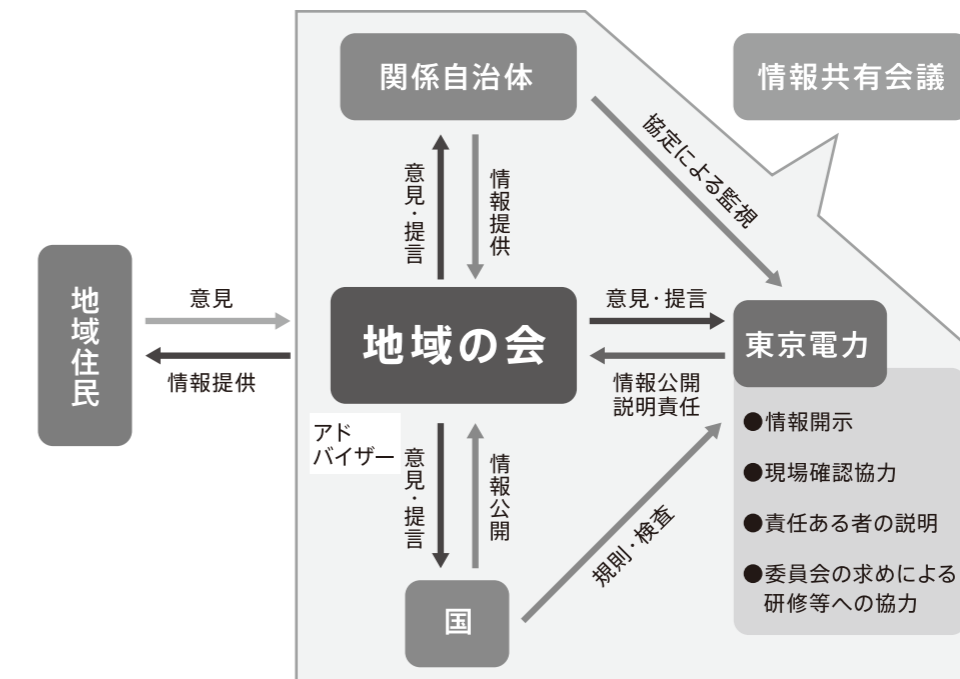 関係自治体
情報共有会議
協定による監視
意見・提言
情報提供
地域住民
意見
情報提供
地域の会
意見・提言
情報公開
説明責任
東京電力
アド
バイザー
意見・提言
情報公開
規則・検査
国
●情報開示
●現場確認協力
●責任ある者の説明
●委員会の求めによる
研修等への協力